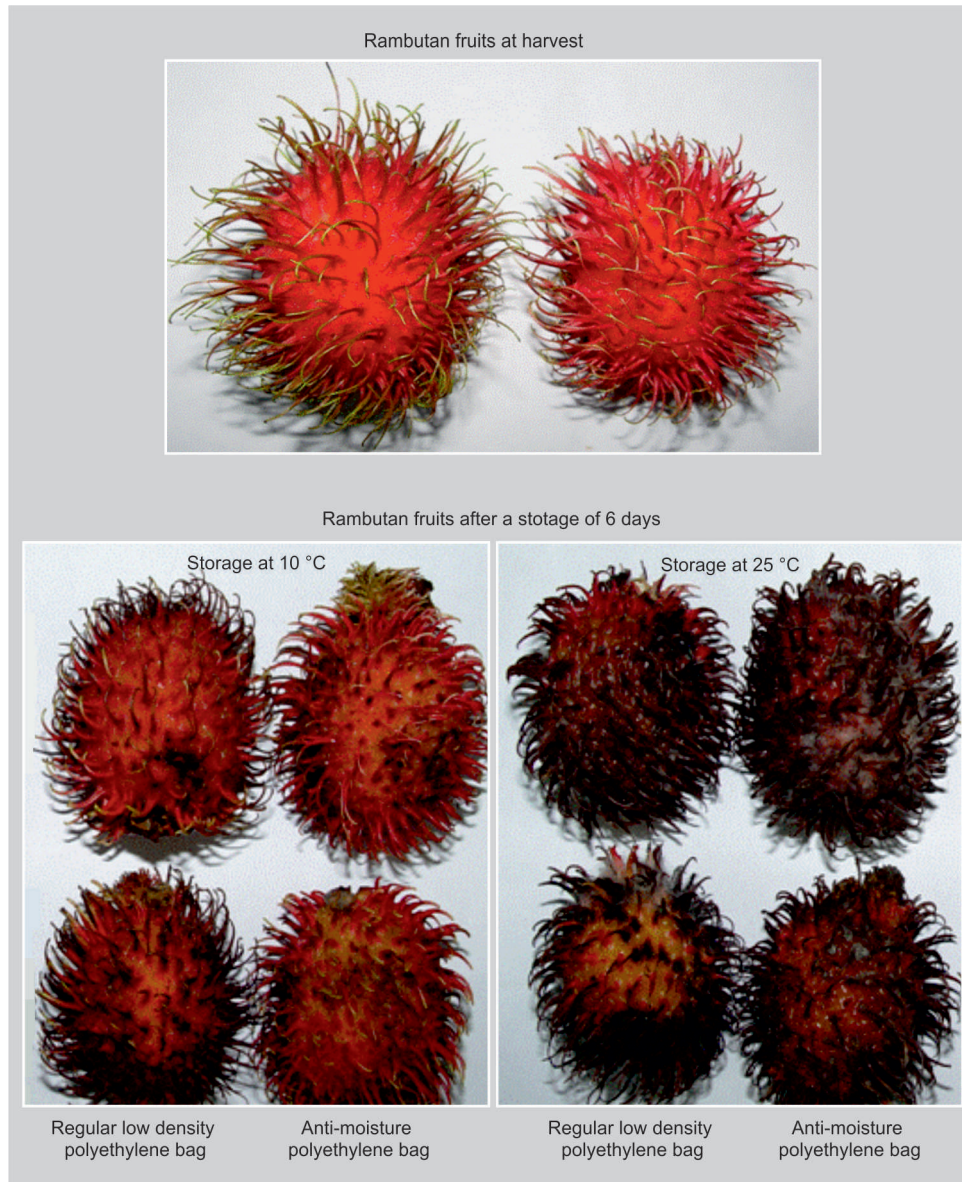 Rambutan fruits at harvest
Rambutan fruits after a stotage of 6 days
Storage at 10 °C
Storage at 25 °C
Regular low density
polyethylene bag
Anti-moisture
polyethylene bag
Regular low density
polyethylene bag
Anti-moisture
polyethylene bag